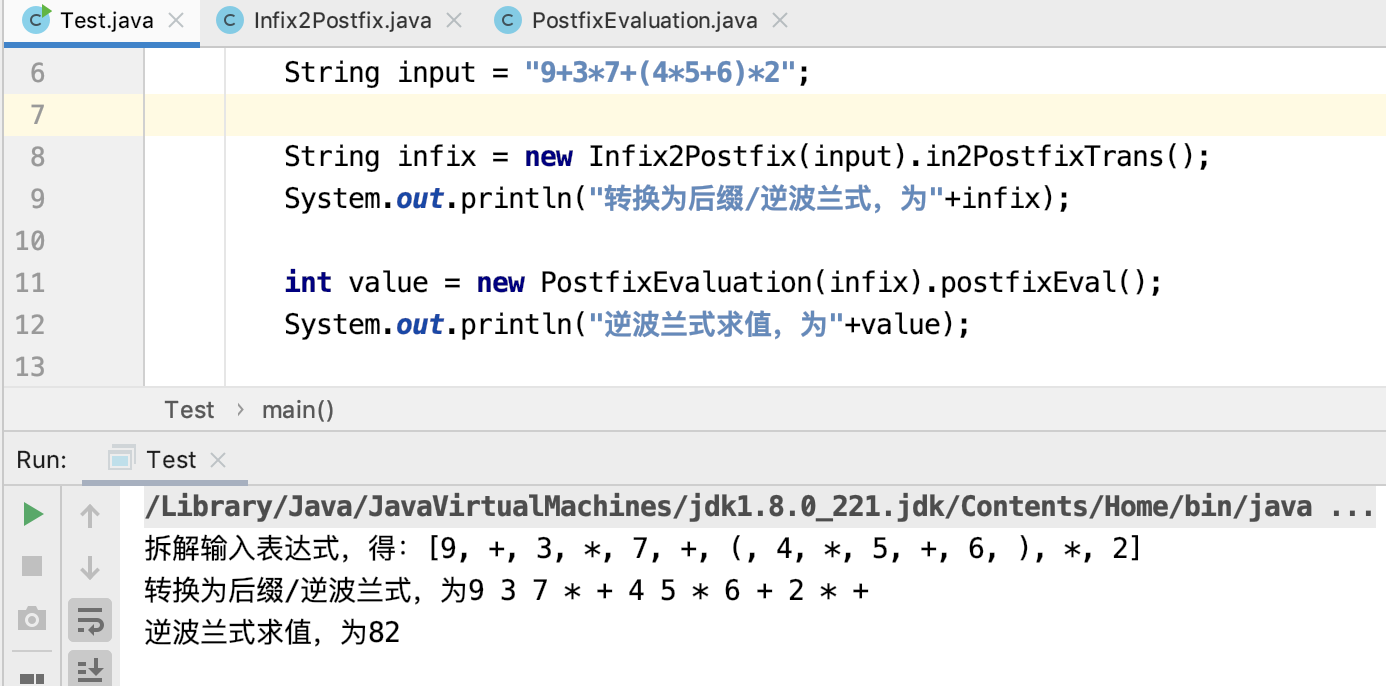 Test.java Infix2Postfix.java PostfixEvaluation.java
6 String input = "9+3*7+(4*5+6)*2";
7
8 String infix = new Infix2Postfix(input).in2PostfixTrans();
9 System.out.println("转换为后缀/逆波兰式，为"+infix);
10
11 int value = new PostfixEvaluation(infix).postfixEval();
12 System.out.println("逆波兰式求值，为"+value);
13
Test › main()
Run: Test
/Library/Java/JavaVirtualMachines/jdk1.8.0_221.jdk/Contents/Home/bin/java ...
拆解输入表达式，得：[9, +, 3, *, 7, +, (, 4, *, 5, +, 6, ), *, 2]
转换为后缀/逆波兰式，为9 3 7 * + 4 5 * 6 + 2 * +
逆波兰式求值，为82